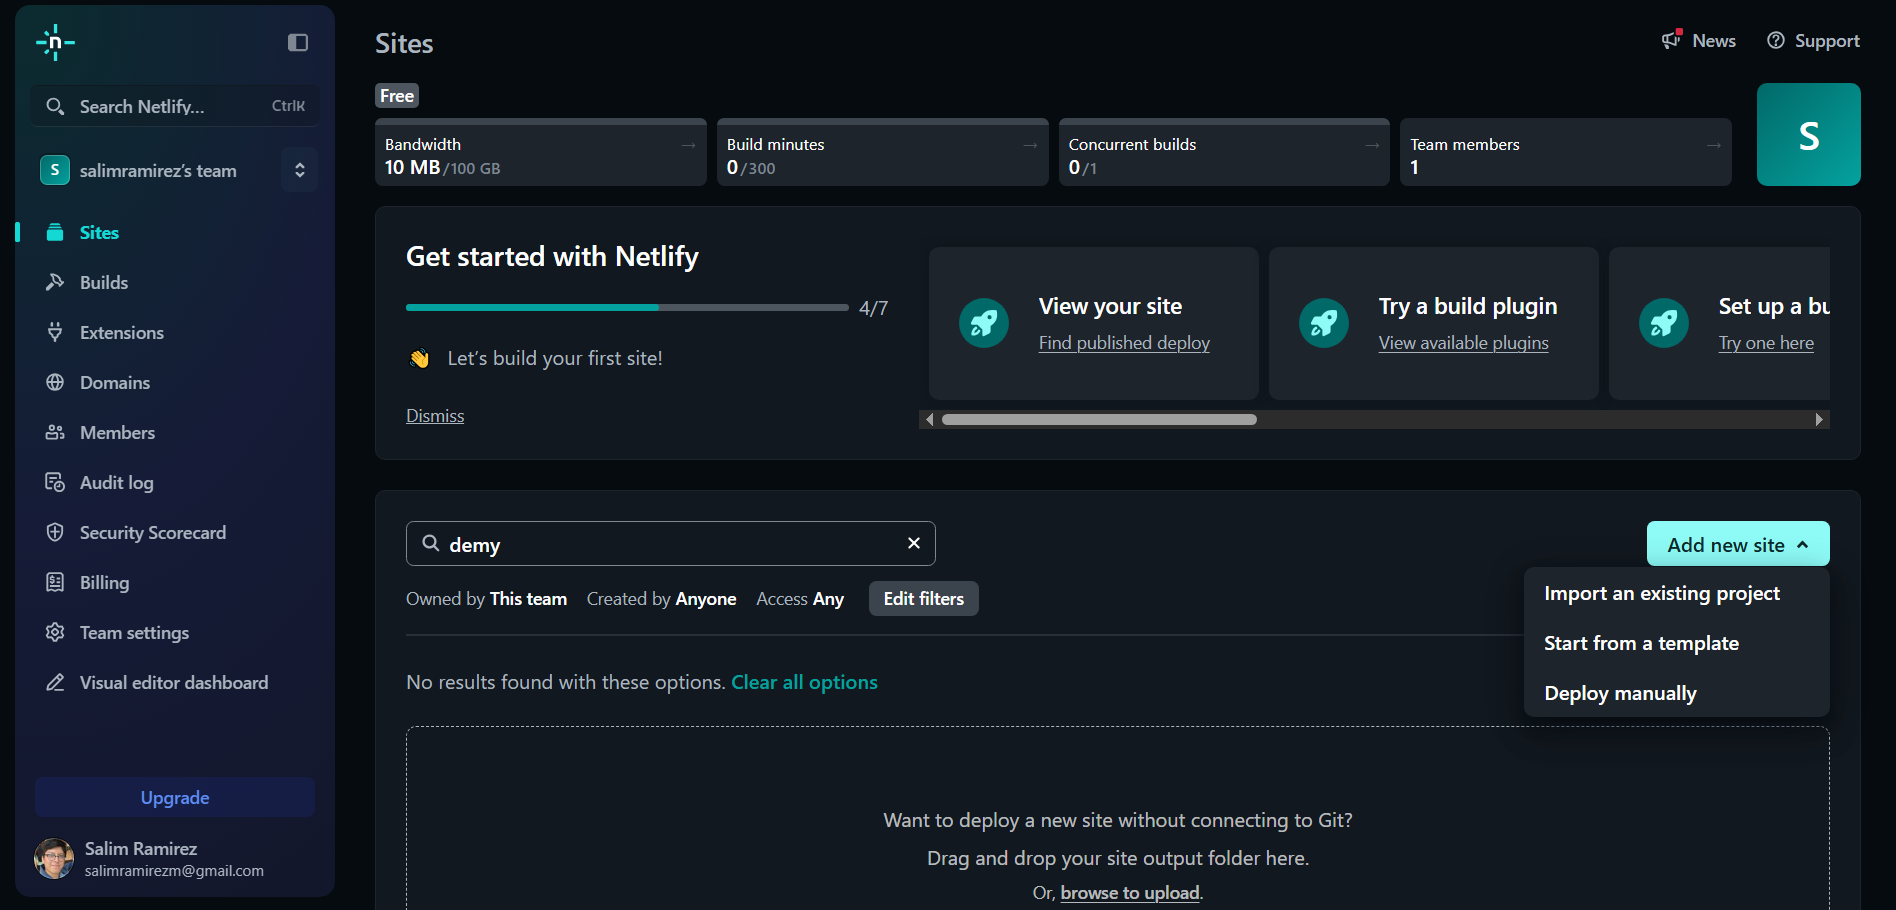 n
Search Netlify...
CtrlK
S
salimramirez's team
Sites
Builds
Extensions
Domains
Members
Audit log
Security Scorecard
Billing
Team settings
Visual editor dashboard
Upgrade
Salim Ramirez
salimramirezm@gmail.com
Sites
News
Support
Free
Bandwidth →
10 MB/100 GB
Build minutes →
0/300
Concurrent builds →
0/1
Team members →
1
S
Get started with Netlify
4/7
👋 Let's build your first site!
Dismiss
View your site
Find published deploy
Try a build plugin
View available plugins
Set up a bu
Try one here
demy
Add new site
Owned by This team Created by Anyone Access Any Edit filters
Import an existing project
Start from a template
Deploy manually
No results found with these options. Clear all options
Want to deploy a new site without connecting to Git?
Drag and drop your site output folder here.
Or, browse to upload.